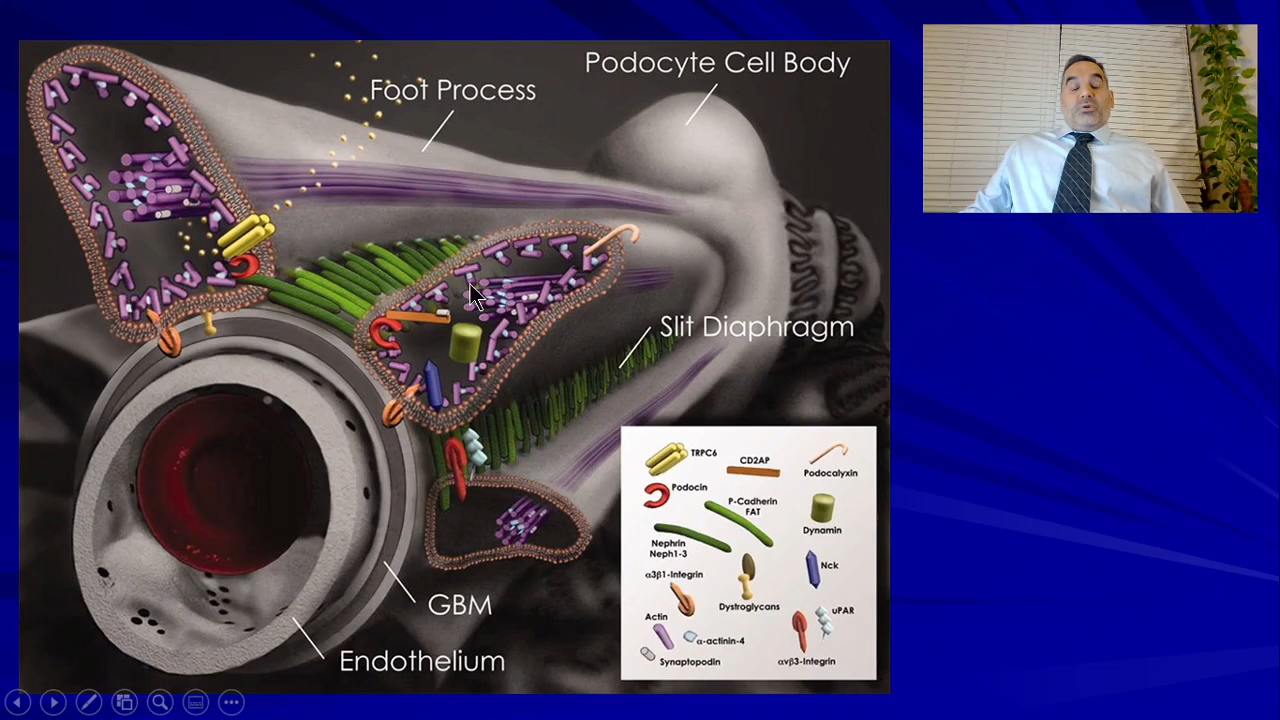 Podocyte Cell Body
Foot Process
Slit Diaphragm
GBM
Endothelium
TRPC6
CD2AP
Podocalyxin
Podocin
P-Cadherin
FAT
Dynamin
Nephrin
Neph1-3
Nck
α3β1-Integrin
Dystroglycans
uPAR
Actin
α-actinin-4
Synaptopodin
αvβ3-Integrin